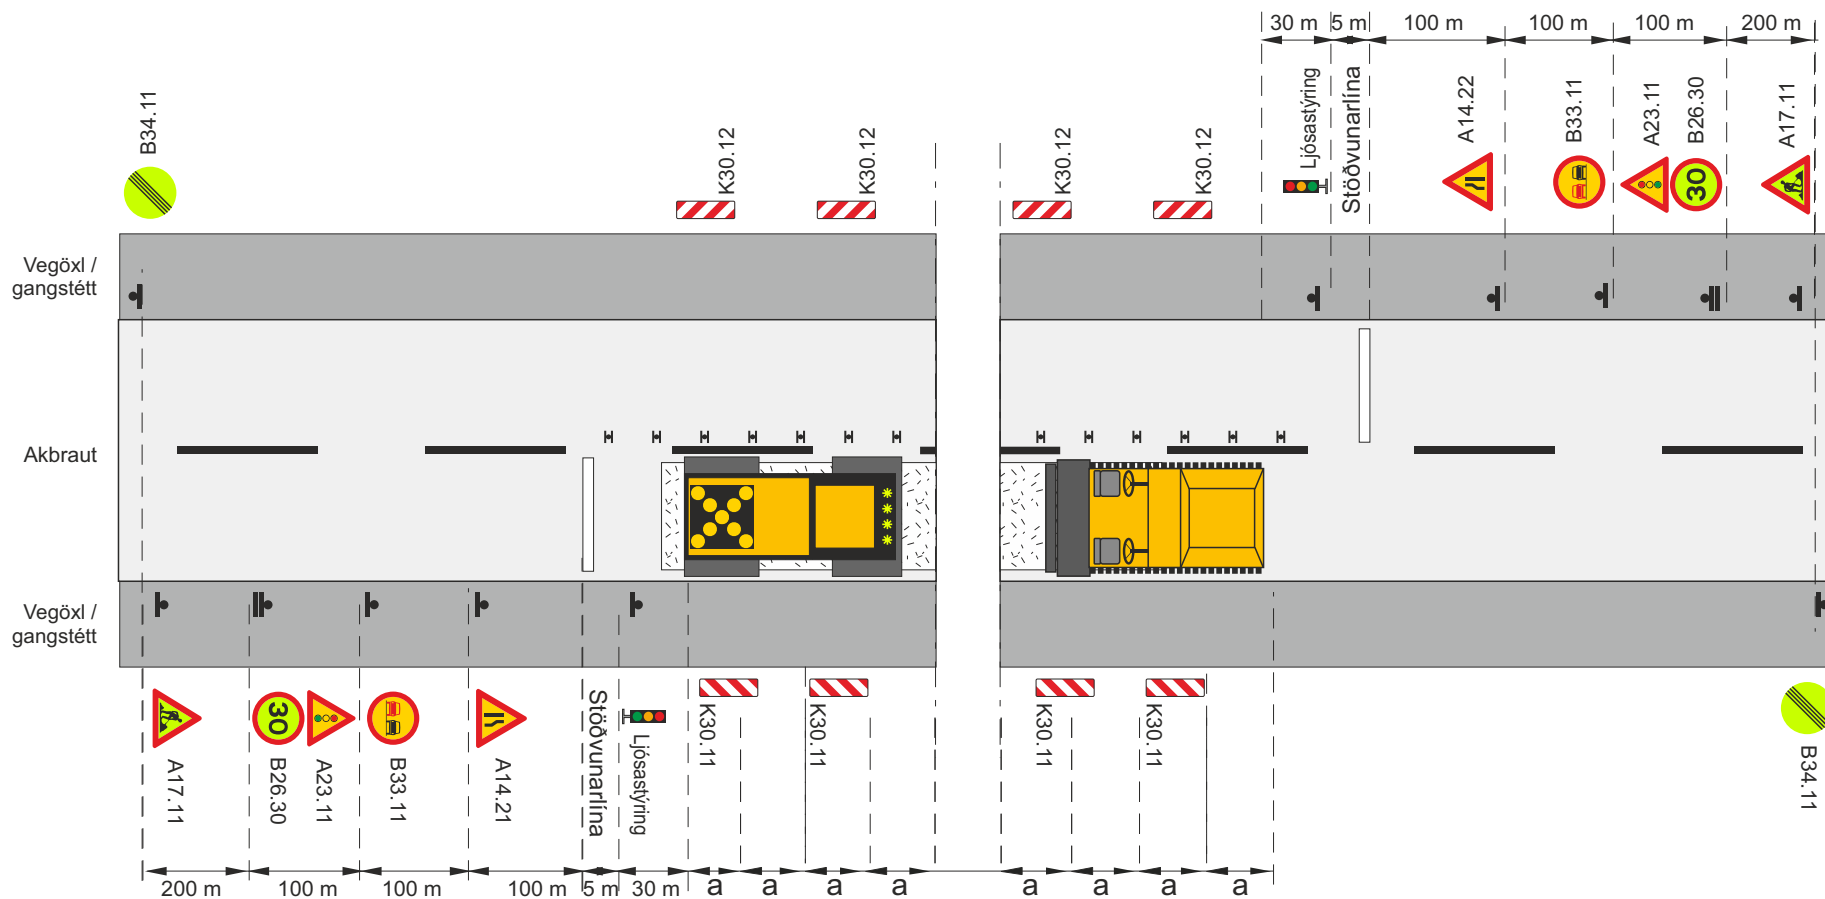 30 m
5 m
100 m
100 m
100 m
200 m
B34.11
K30.12
K30.12
K30.12
K30.12
Ljósastýring
Stöðvunarlína
A14.22
B33.11
A23.11
B26.30
A17.11
30
Vegöxl /
gangstétt
Akbraut
Vegöxl /
gangstétt
30
A17.11
B26.30
A23.11
B33.11
A14.21
Stöðvunarlína
Ljósastýring
K30.11
K30.11
K30.11
K30.11
B34.11
200 m
100 m
100 m
100 m
5 m
30 m
a
a
a
a
a
a
a
a